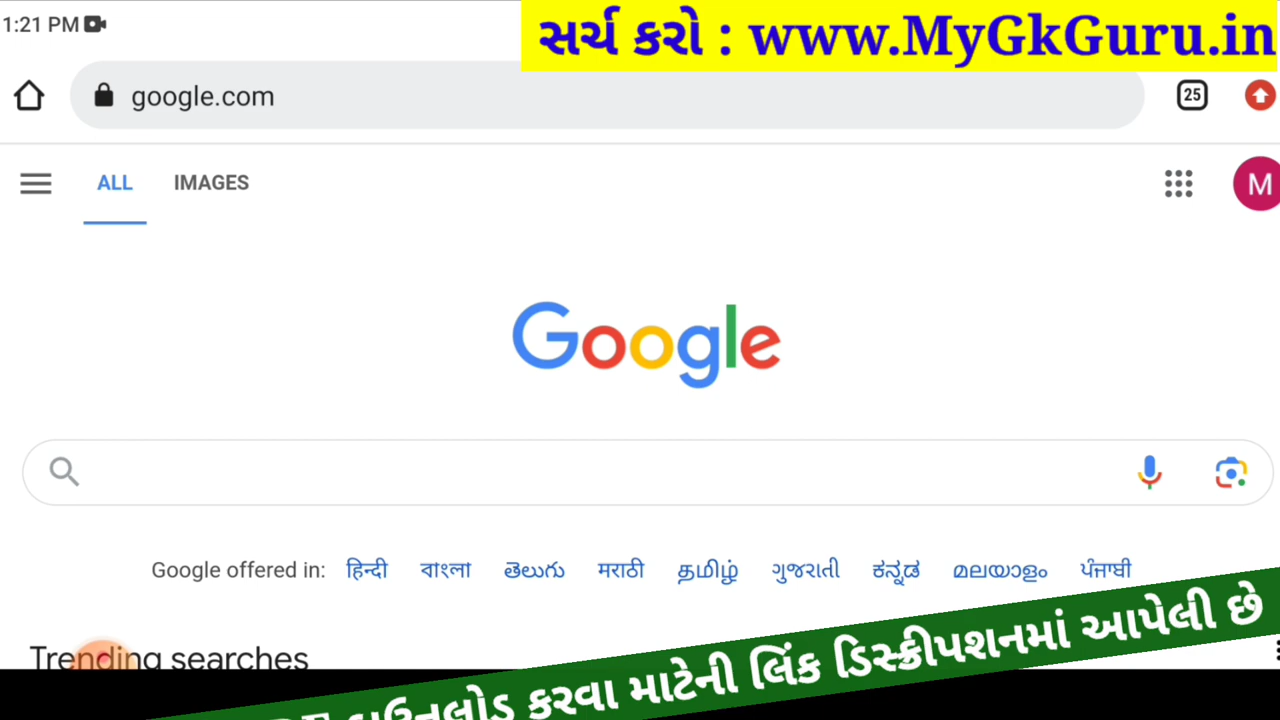 1:21 PM
સર્ચ કરો : www.MyGkGuru.in
google.com
25
ALL IMAGES
M
Google
Google offered in: हिन्दी বাংলা తెలుగు मराठी தமிழ் ગુજરાતી ಕನ್ನಡ മലയാളം ਪੰਜਾਬੀ
Trending searches
ડાઉનલોડ કરવા માટેની લિંક ડિસ્ક્રીપશનમાં આપેલી છે